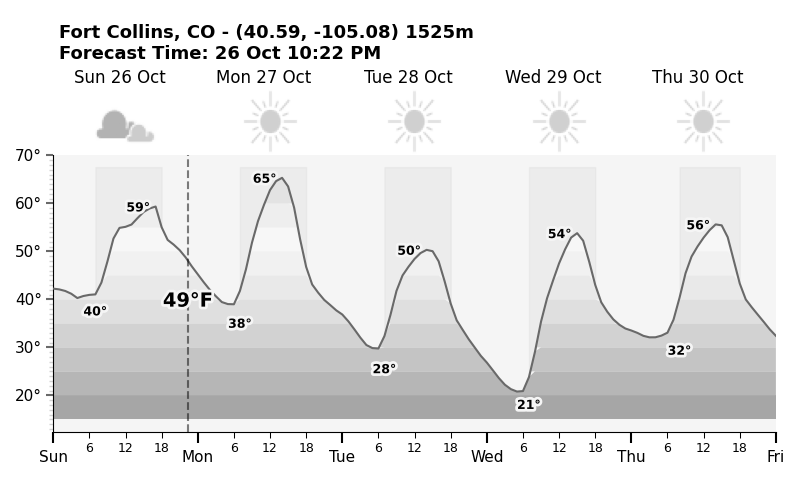 Fort Collins, CO - (40.59, -105.08) 1525m
Forecast Time: 26 Oct 10:22 PM
Sun 26 Oct Mon 27 Oct Tue 28 Oct Wed 29 Oct Thu 30 Oct
70°
60°
50°
40°
30°
20°
59° 65° 50° 54° 56°
49°F
40° 38° 28° 21° 32°
6 12 18 6 12 18 6 12 18 6 12 18 6 12 18
Sun Mon Tue Wed Thu Fri